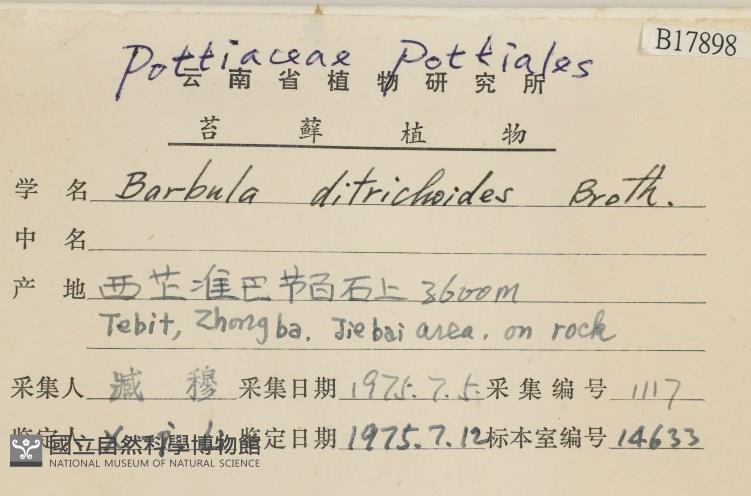 B17898
Pottiaceae Pottiales
云南省植物研究所
苔藓植物
学名 Barbula ditrichoides Broth.
中名
产地 西芷准巴节百石上 3600m
Tebit, Zhongba. Jiebai area. on rock
采集人 臧穆 采集日期 1975.7.5. 采集编号 1117
鉴定人 鉴定日期 1975.7.12 标本室编号 14633
國立自然科學博物館
NATIONAL MUSEUM OF NATURAL SCIENCE